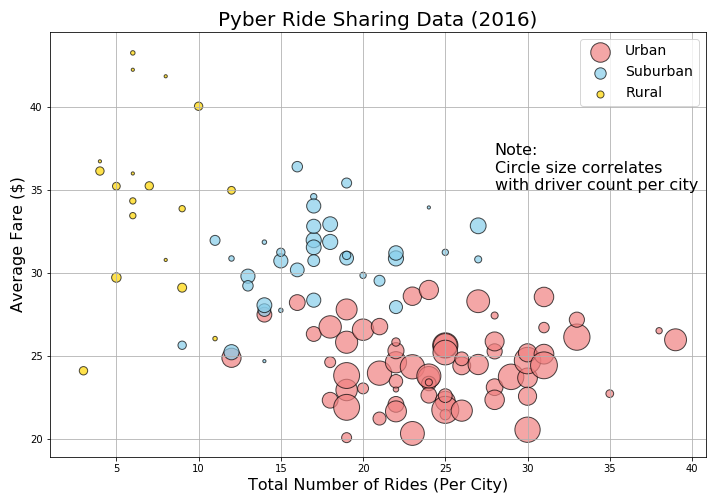 Pyber Ride Sharing Data (2016)
Urban
Suburban
Rural
Note:
Circle size correlates
with driver count per city
Average Fare ($)
40
35
30
25
20
5 10 15 20 25 30 35 40
Total Number of Rides (Per City)